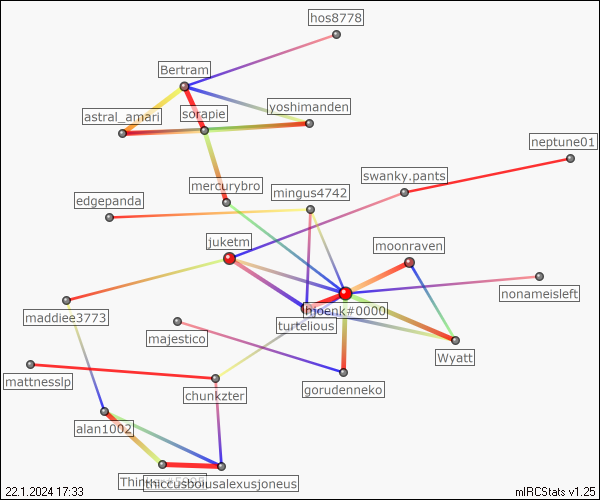 hos8778
Bertram
astral_amari
sorapie
yoshimanden
neptune01
swanky.pants
mercurybro
mingus4742
edgepanda
juketm
moonraven
nonameisleft
hjoenk#0000
turtelious
maddiee3773
majestico
Wyatt
mattnesslp
chunkzter
gorudenneko
alan1002
thiccusboiusalexusjoneus
22.1.2024 17:33
mIRCStats v1.25